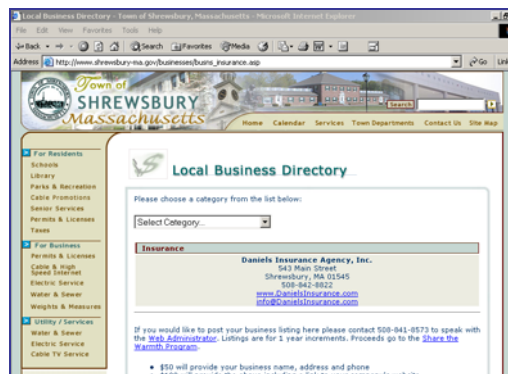 Local Business Directory - Town of Shrewsbury, Massachusetts - Microsoft Internet Explorer
File Edit View Favorites Tools Help
Back Search Favorites Media
Address http://www.shrewsbury-ma.gov/businesses/busns_insurance.asp Go Link
Town of
SHREWSBURY
Massachusetts
Search
Home Calendar Services Town Departments Contact Us Site Map
For Residents
Schools
Library
Parks & Recreation
Cable Promotions
Senior Services
Permits & Licenses
Taxes
For Business
Permits & Licenses
Cable & High
Speed Internet
Electric Service
Water & Sewer
Weights & Measures
Utility / Services
Water & Sewer
Electric Service
Cable TV Service
Local Business Directory
Please choose a category from the list below:
Select Category...
Insurance
Daniels Insurance Agency, Inc.
543 Main Street
Shrewsbury, MA 01545
508-842-8822
www.DanielsInsurance.com
info@DanielsInsurance.com
If you would like to post your business listing here please contact 508-841-8573 to speak with
the Web Administrator. Listings are for 1 year increments. Proceeds go to the Share the
Warmth Program.
• $50 will provide your business name, address and phone